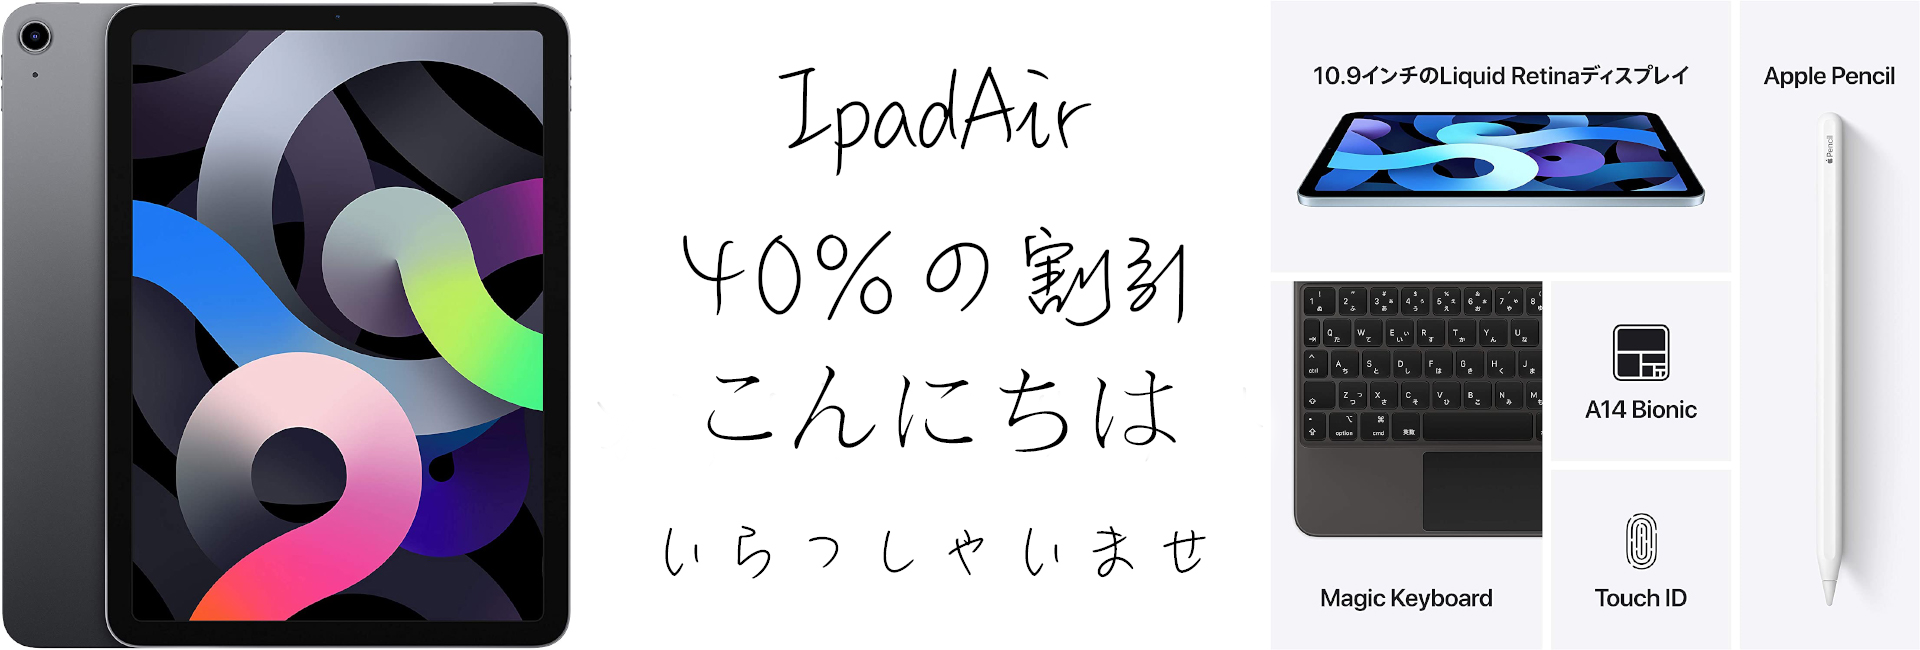 IpadAir
40%の割引
こんにちは
いらっしゃいませ
10.9インチのLiquid Retinaディスプレイ
Apple Pencil
Pencil
A14 Bionic
Magic Keyboard
Touch ID